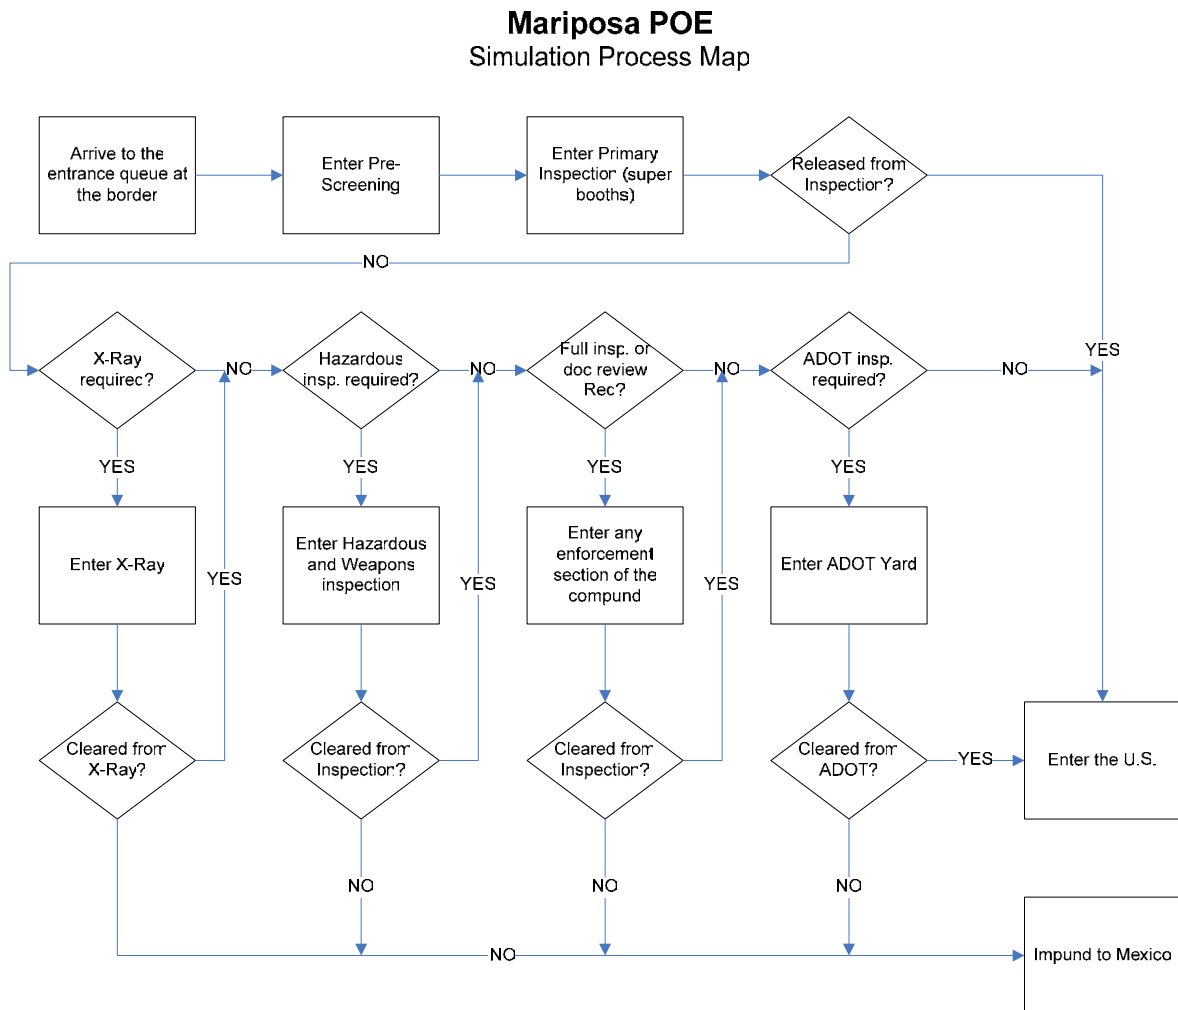 Mariposa POE
Simulation Process Map
Arrive to the
entrance queue at
the border
Enter Pre-
Screening
Enter Primary
Inspection (super
booths)
Released from
Inspection?
NO
YES
X-Ray
required?
NO
Hazardous
insp. required?
NO
Full insp. or
doc review
Rec?
NO
ADOT insp.
required?
NO
YES
YES
YES
YES
Enter X-Ray
YES
Enter Hazardous
and Weapons
inspection
YES
Enter any
enforcement
section of the
compund
YES
Enter ADOT Yard
Cleared from
X-Ray?
Cleared from
Inspection?
Cleared from
Inspection?
Cleared from
ADOT?
YES
Enter the U.S.
NO
NO
NO
NO
Impund to Mexico